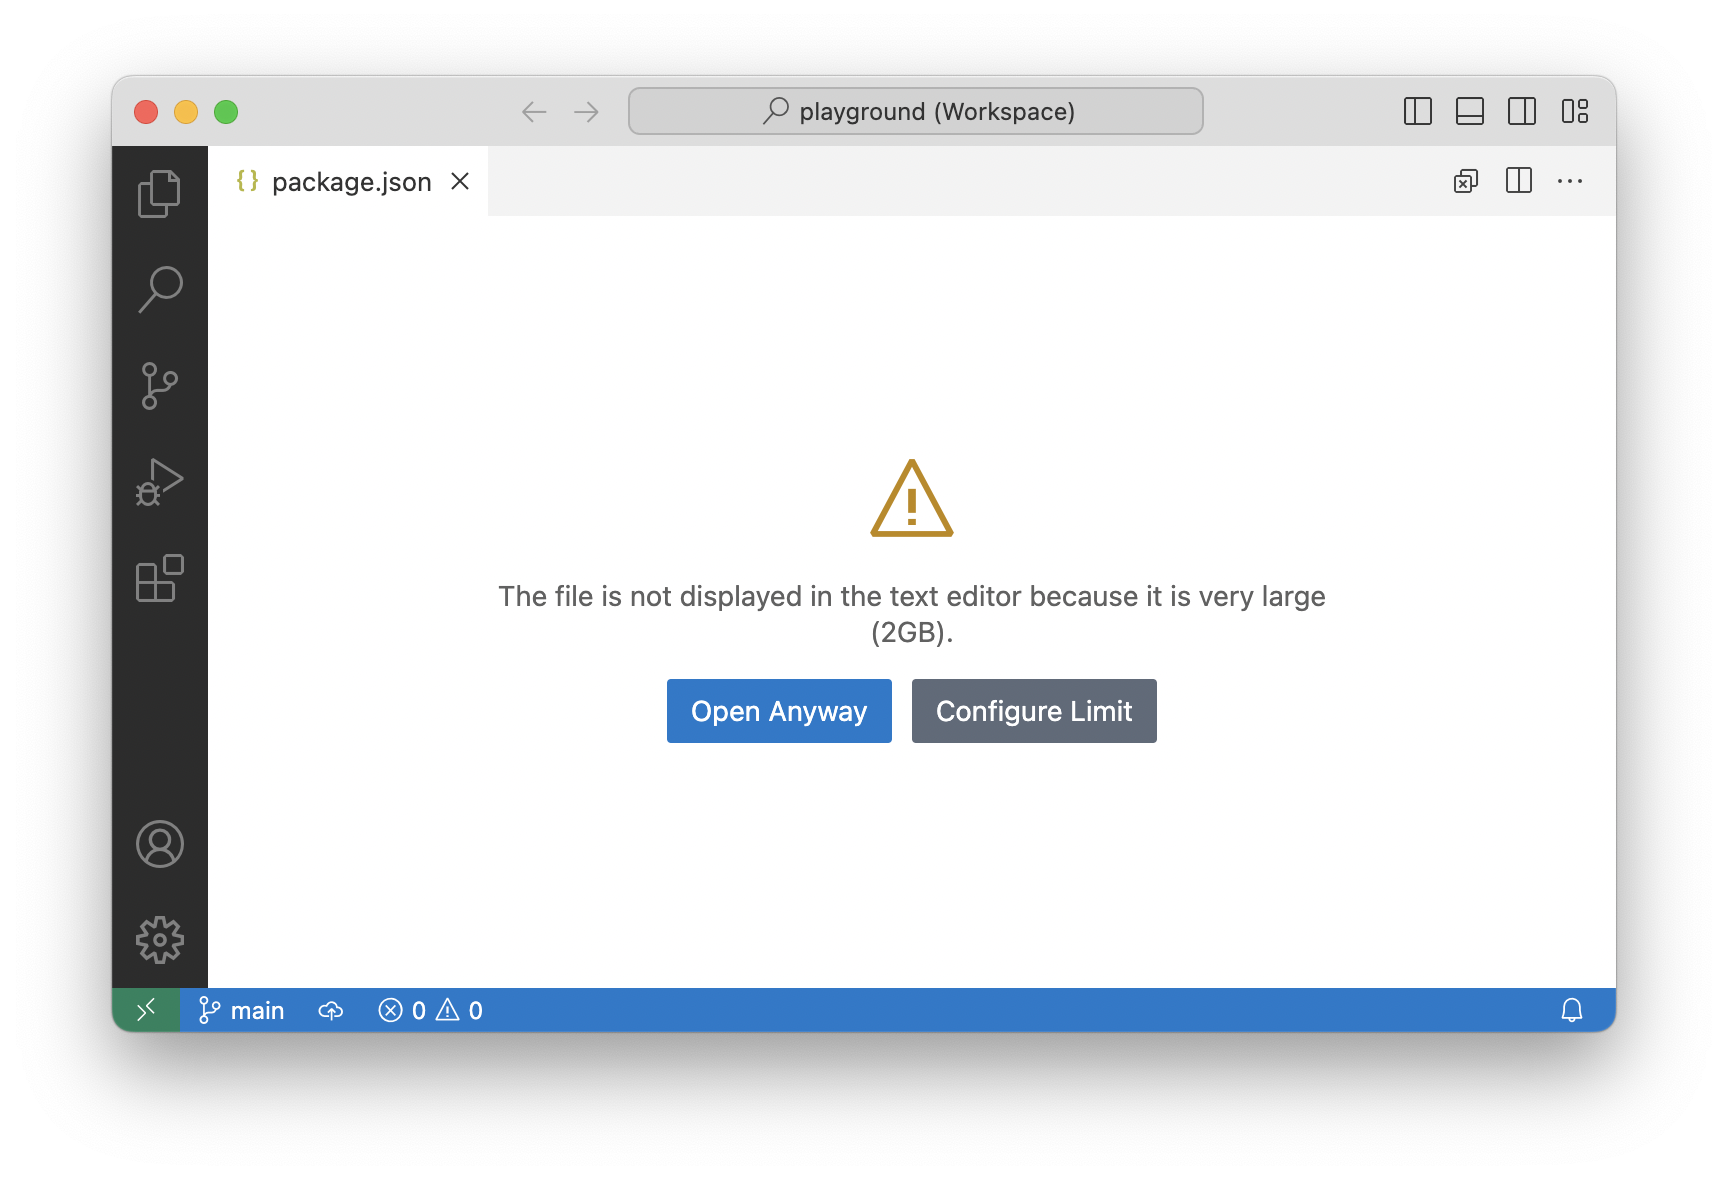 playground (Workspace)
package.json
The file is not displayed in the text editor because it is very large
(2GB).
Open Anyway
Configure Limit
main
0
0